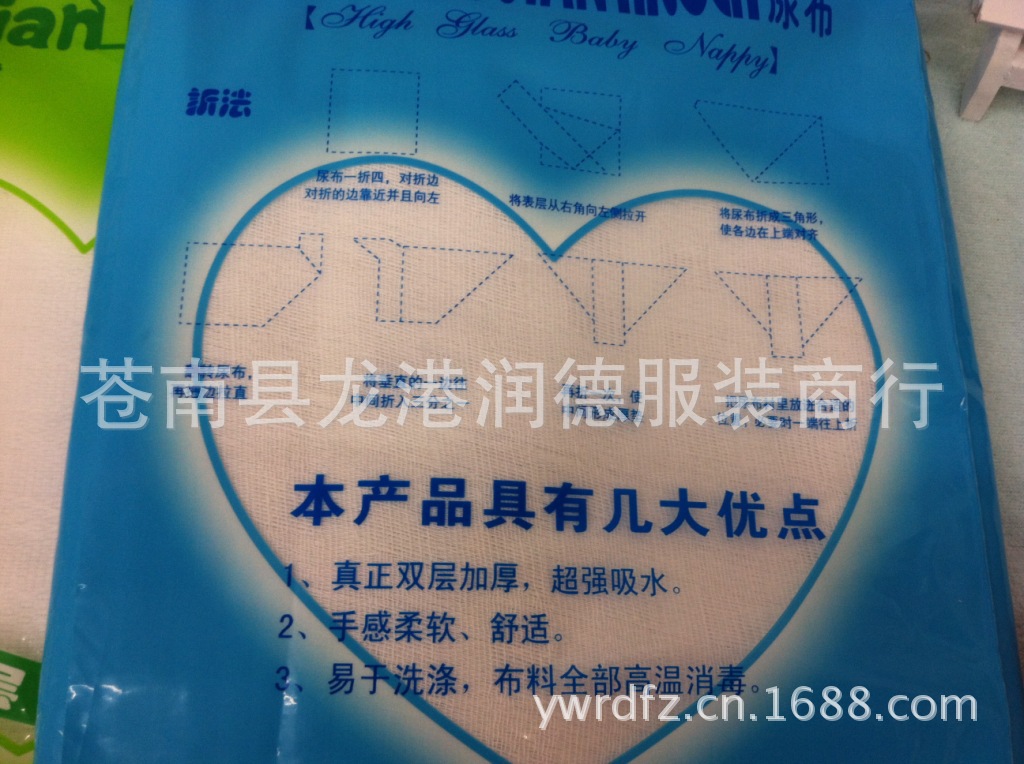 尿布
【High Glass Baby Nappy】
訢法
尿布一折四，对折边
对折的边靠近并且向左
将表层从右角向左侧拉开
将尿布折成三角形，
使各边在上端对齐
苍南县龙港润德服装商行
本产品具有几大优点
1、真正双层加厚，超强吸水。
2、手感柔软、舒适。
3、易于洗涤，布料全部高温消毒。
ywrdfz.cn.1688.com